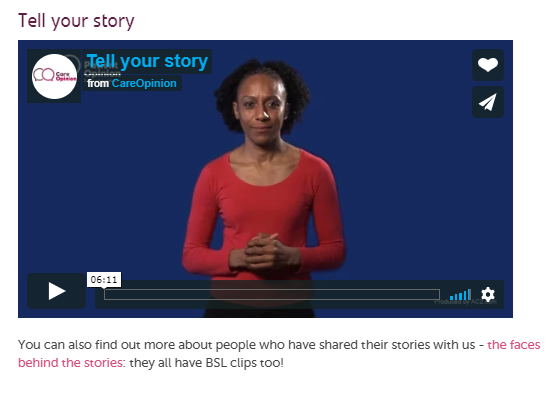 Tell your story
Care
Opinion
Tell your story
from CareOpinion
06:11
You can also find out more about people who have shared their stories with us - the faces
behind the stories: they all have BSL clips too!